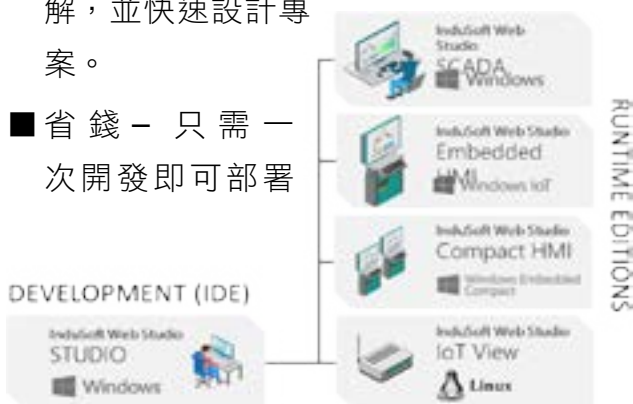 解，並快速設計專
案。
■省錢– 只需一
次開發即可部署
DEVELOPMENT (IDE)
InduSoft Web Studio
STUDIO
Windows
InduSoft Web
Studio
SCADA
Windows
InduSoft Web Studio
Embedded
HMI
Windows IoT
InduSoft Web Studio
Compact HMI
Windows Embedded
Compact
InduSoft Web Studio
IoT View
Linux
RUNTIME EDITIONS